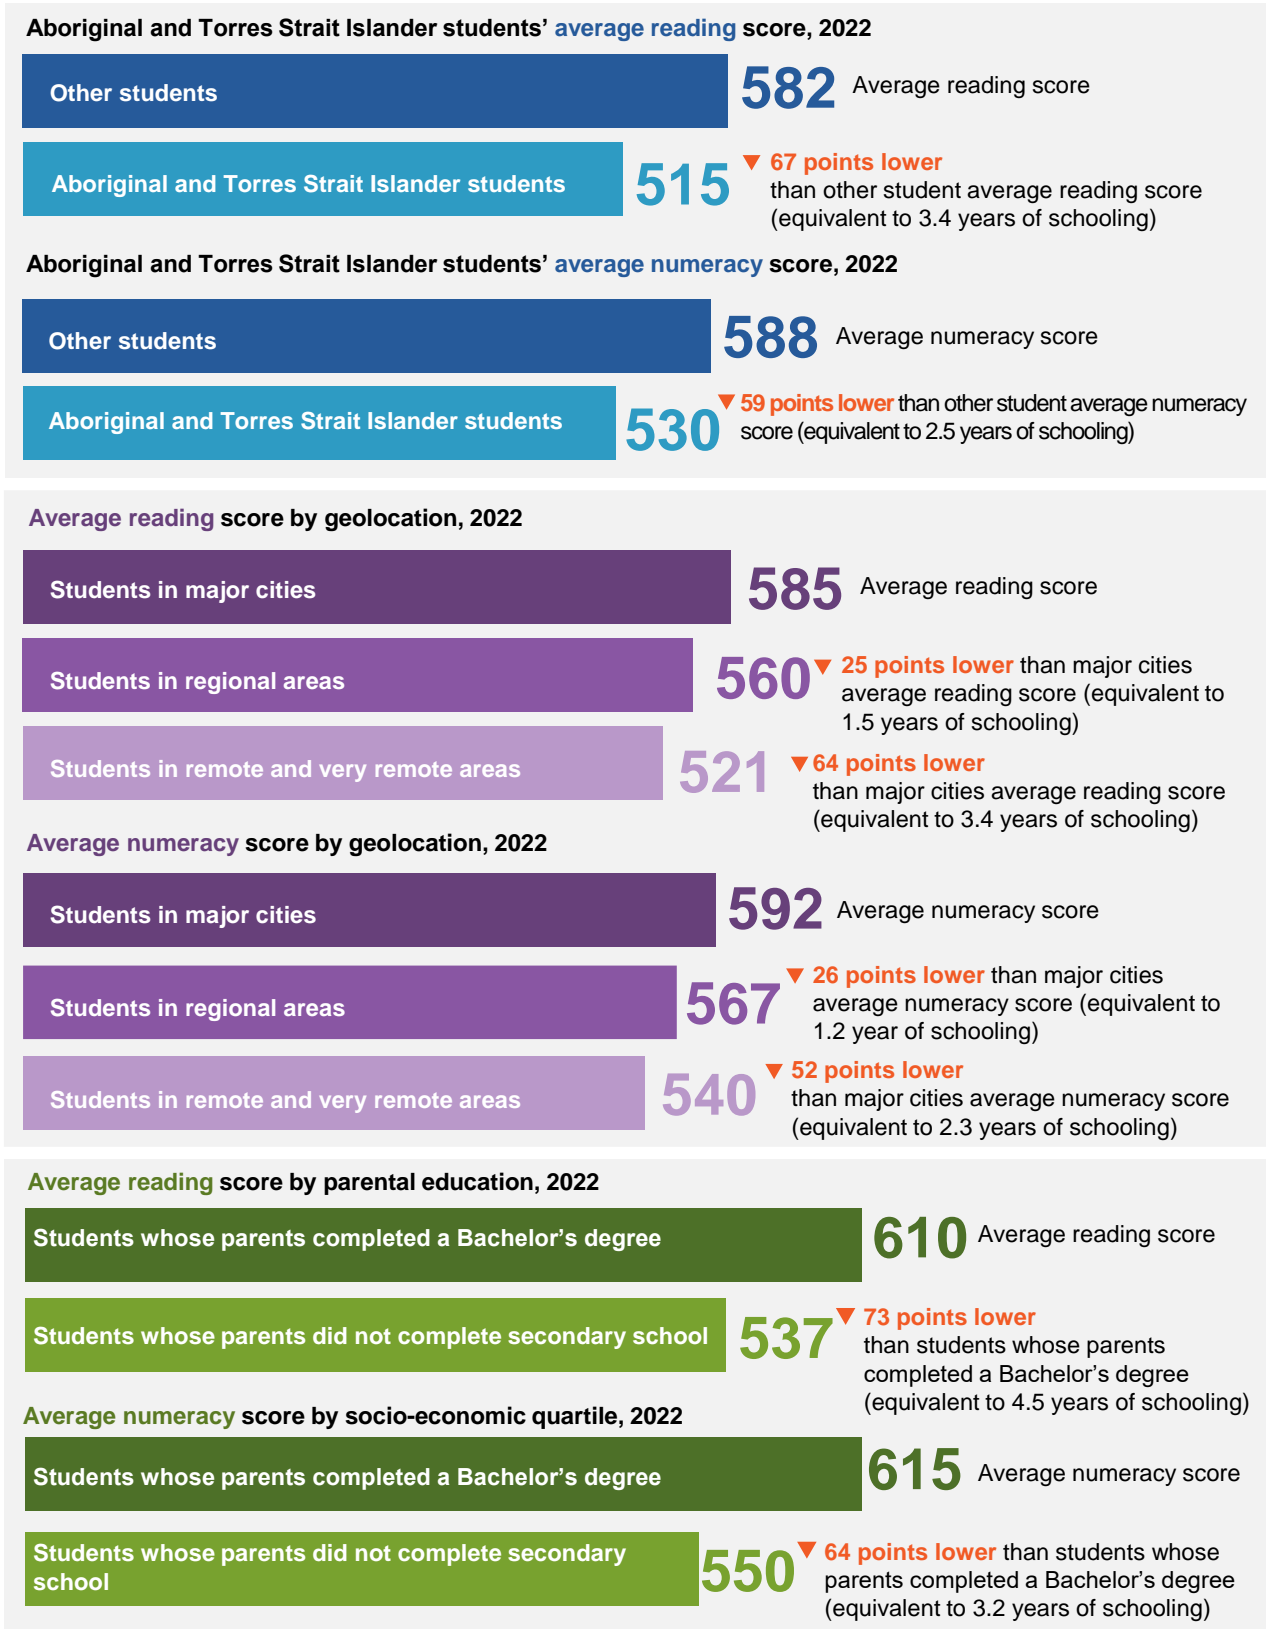 Aboriginal and Torres Strait Islander students’ average reading score, 2022
Other students
582 Average reading score
Aboriginal and Torres Strait Islander students
515
▼ 67 points lower
than other student average reading score
(equivalent to 3.4 years of schooling)
Aboriginal and Torres Strait Islander students’ average numeracy score, 2022
Other students
588 Average numeracy score
Aboriginal and Torres Strait Islander students
530
▼ 59 points lower than other student average numeracy
score (equivalent to 2.5 years of schooling)
Average reading score by geolocation, 2022
Students in major cities
585 Average reading score
Students in regional areas
560
▼ 25 points lower than major cities
average reading score (equivalent to
1.5 years of schooling)
Students in remote and very remote areas
521
▼ 64 points lower
than major cities average reading score
(equivalent to 3.4 years of schooling)
Average numeracy score by geolocation, 2022
Students in major cities
592 Average numeracy score
Students in regional areas
567
▼ 26 points lower than major cities
average numeracy score (equivalent to
1.2 year of schooling)
Students in remote and very remote areas
540
▼ 52 points lower
than major cities average numeracy score
(equivalent to 2.3 years of schooling)
Average reading score by parental education, 2022
Students whose parents completed a Bachelor’s degree
610 Average reading score
Students whose parents did not complete secondary school
537
▼ 73 points lower
than students whose parents
completed a Bachelor’s degree
(equivalent to 4.5 years of schooling)
Average numeracy score by socio-economic quartile, 2022
Students whose parents completed a Bachelor’s degree
615 Average numeracy score
Students whose parents did not complete secondary
school
550
▼ 64 points lower than students whose
parents completed a Bachelor’s degree
(equivalent to 3.2 years of schooling)